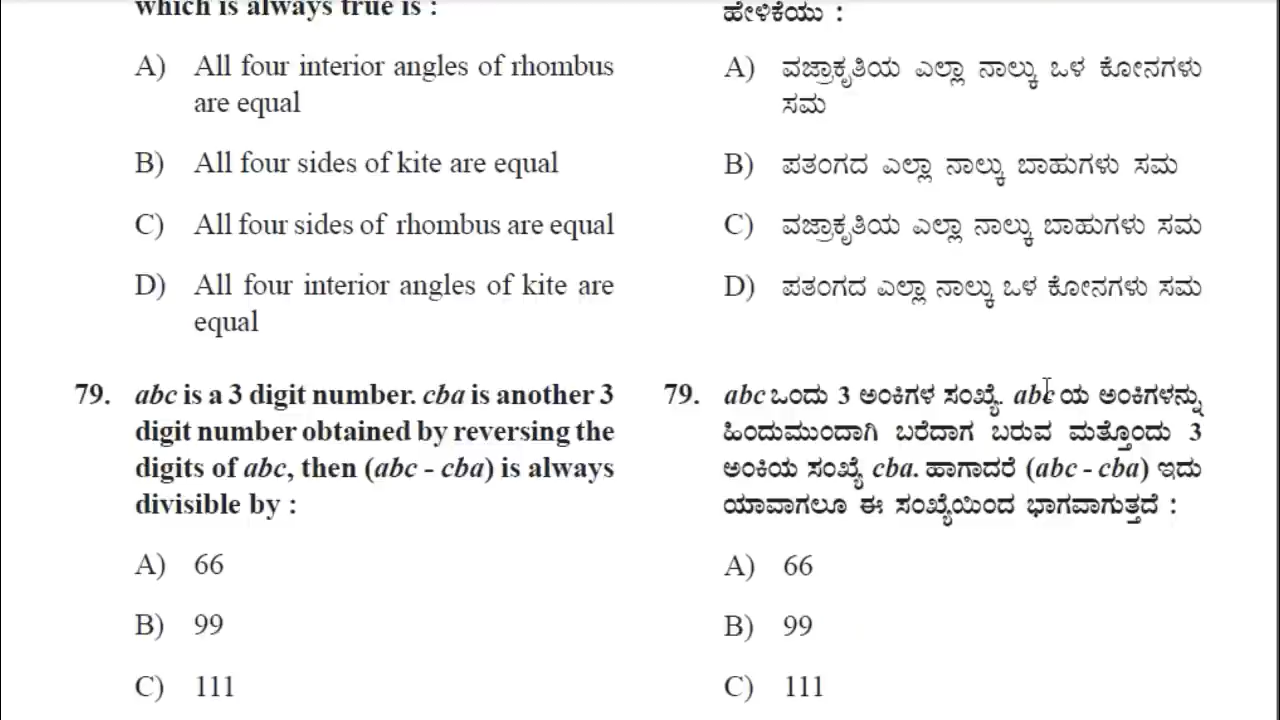 which is always true is :
A) All four interior angles of rhombus
are equal
B) All four sides of kite are equal
C) All four sides of rhombus are equal
D) All four interior angles of kite are
equal
79. abc is a 3 digit number. cba is another 3
digit number obtained by reversing the
digits of abc, then (abc - cba) is always
divisible by :
A) 66
B) 99
C) 111
ಹೇಳಿಕೆಯು :
A) ವಜ್ರಾಕೃತಿಯ ಎಲ್ಲಾ ನಾಲ್ಕು ಒಳ ಕೋನಗಳು
ಸಮ
B) ಪತಂಗದ ಎಲ್ಲಾ ನಾಲ್ಕು ಬಾಹುಗಳು ಸಮ
C) ವಜ್ರಾಕೃತಿಯ ಎಲ್ಲಾ ನಾಲ್ಕು ಬಾಹುಗಳು ಸಮ
D) ಪತಂಗದ ಎಲ್ಲಾ ನಾಲ್ಕು ಒಳ ಕೋನಗಳು ಸಮ
79. abc ಒಂದು 3 ಅಂಕಿಗಳ ಸಂಖ್ಯೆ. abc ಯ ಅಂಕಿಗಳನ್ನು
ಹಿಂದುಮುಂದಾಗಿ ಬರೆದಾಗ ಬರುವ ಮತ್ತೊಂದು 3
ಅಂಕಿಯ ಸಂಖ್ಯೆ cba. ಹಾಗಾದರೆ (abc - cba) ಇದು
ಯಾವಾಗಲೂ ಈ ಸಂಖ್ಯೆಯಿಂದ ಭಾಗವಾಗುತ್ತದೆ :
A) 66
B) 99
C) 111